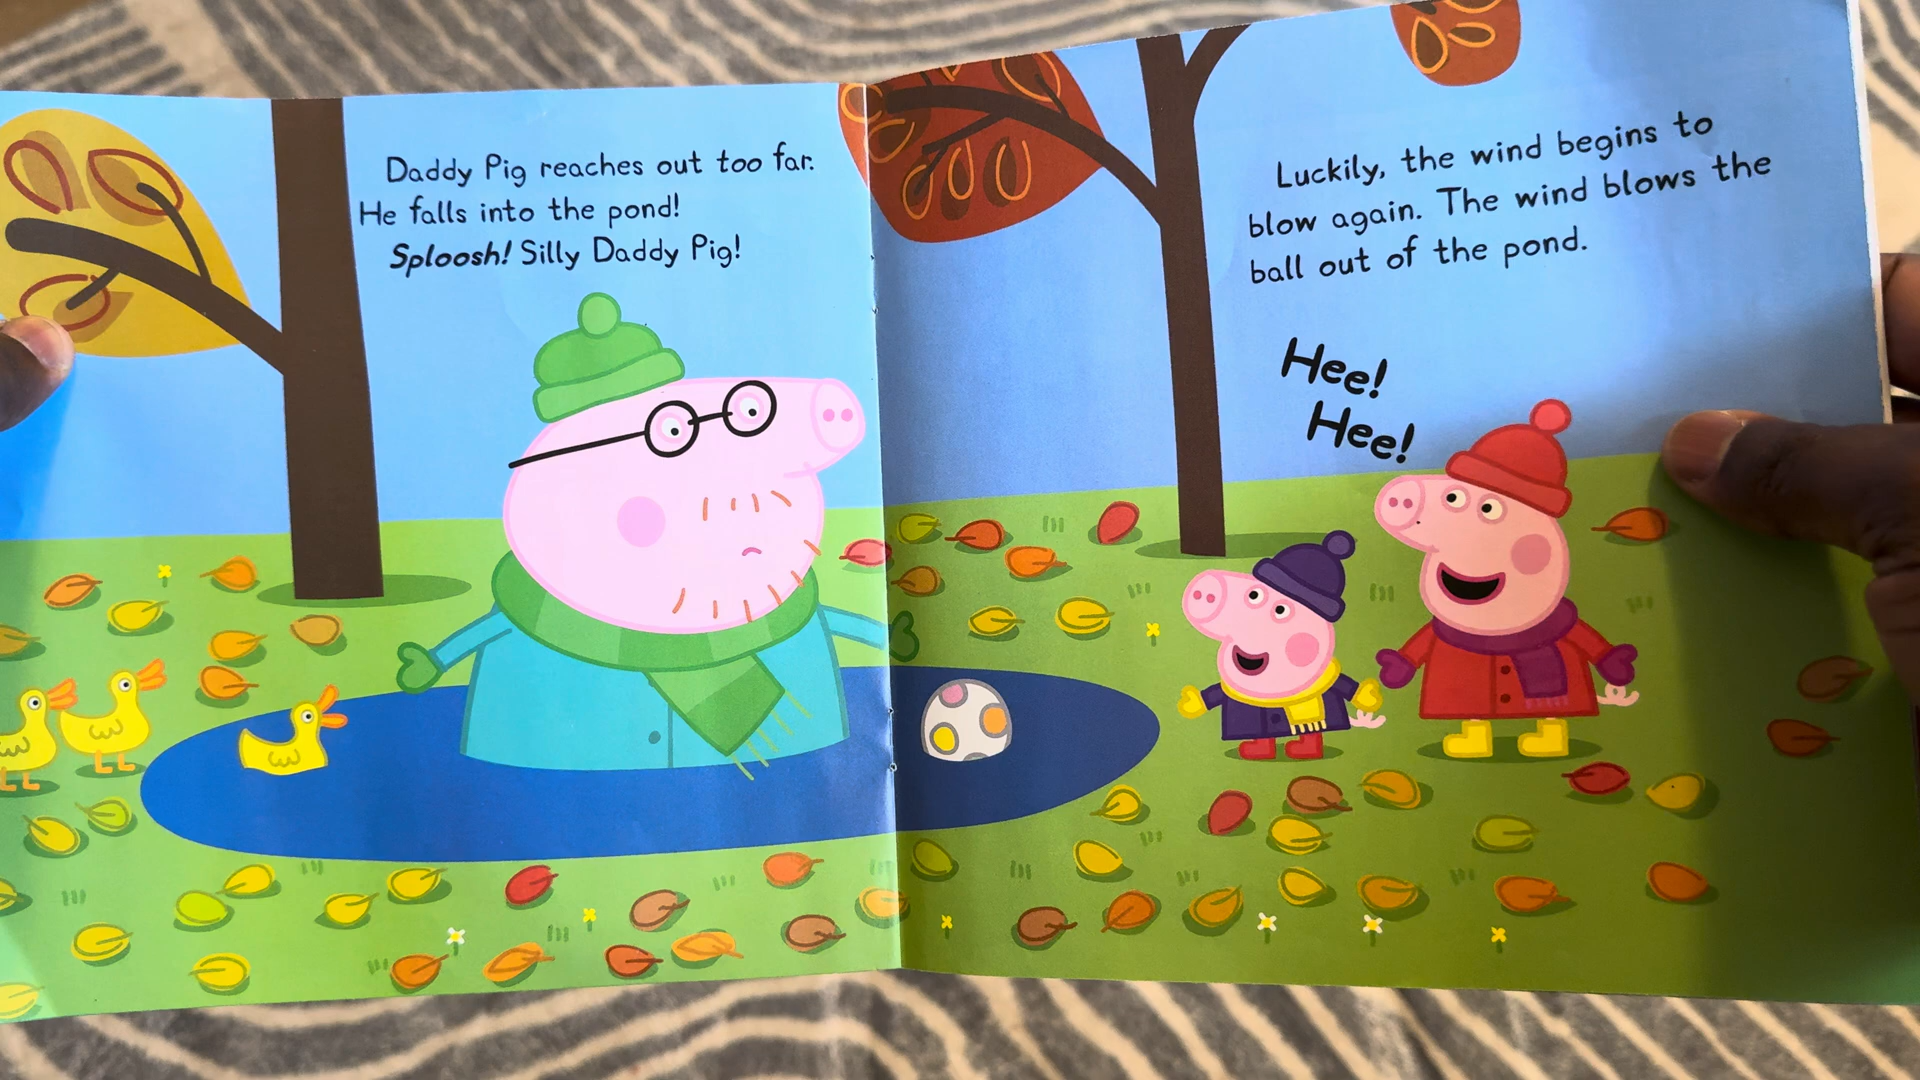 Daddy Pig reaches out too far.
He falls into the pond!
Sploosh! Silly Daddy Pig!
Luckily, the wind begins to
blow again. The wind blows the
ball out of the pond.
Hee!
Hee!